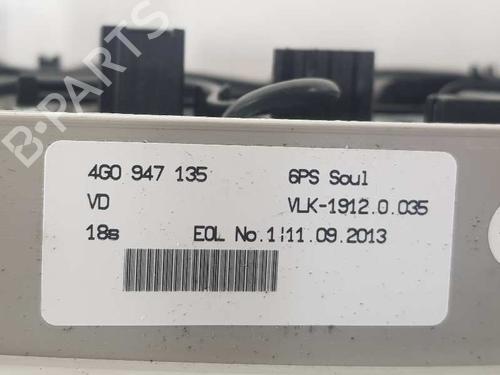 4G0 947 135 6PS Soul
VD VLK-1912.0.035
18s EOL No.1¦11.09.2013
B-PARTS